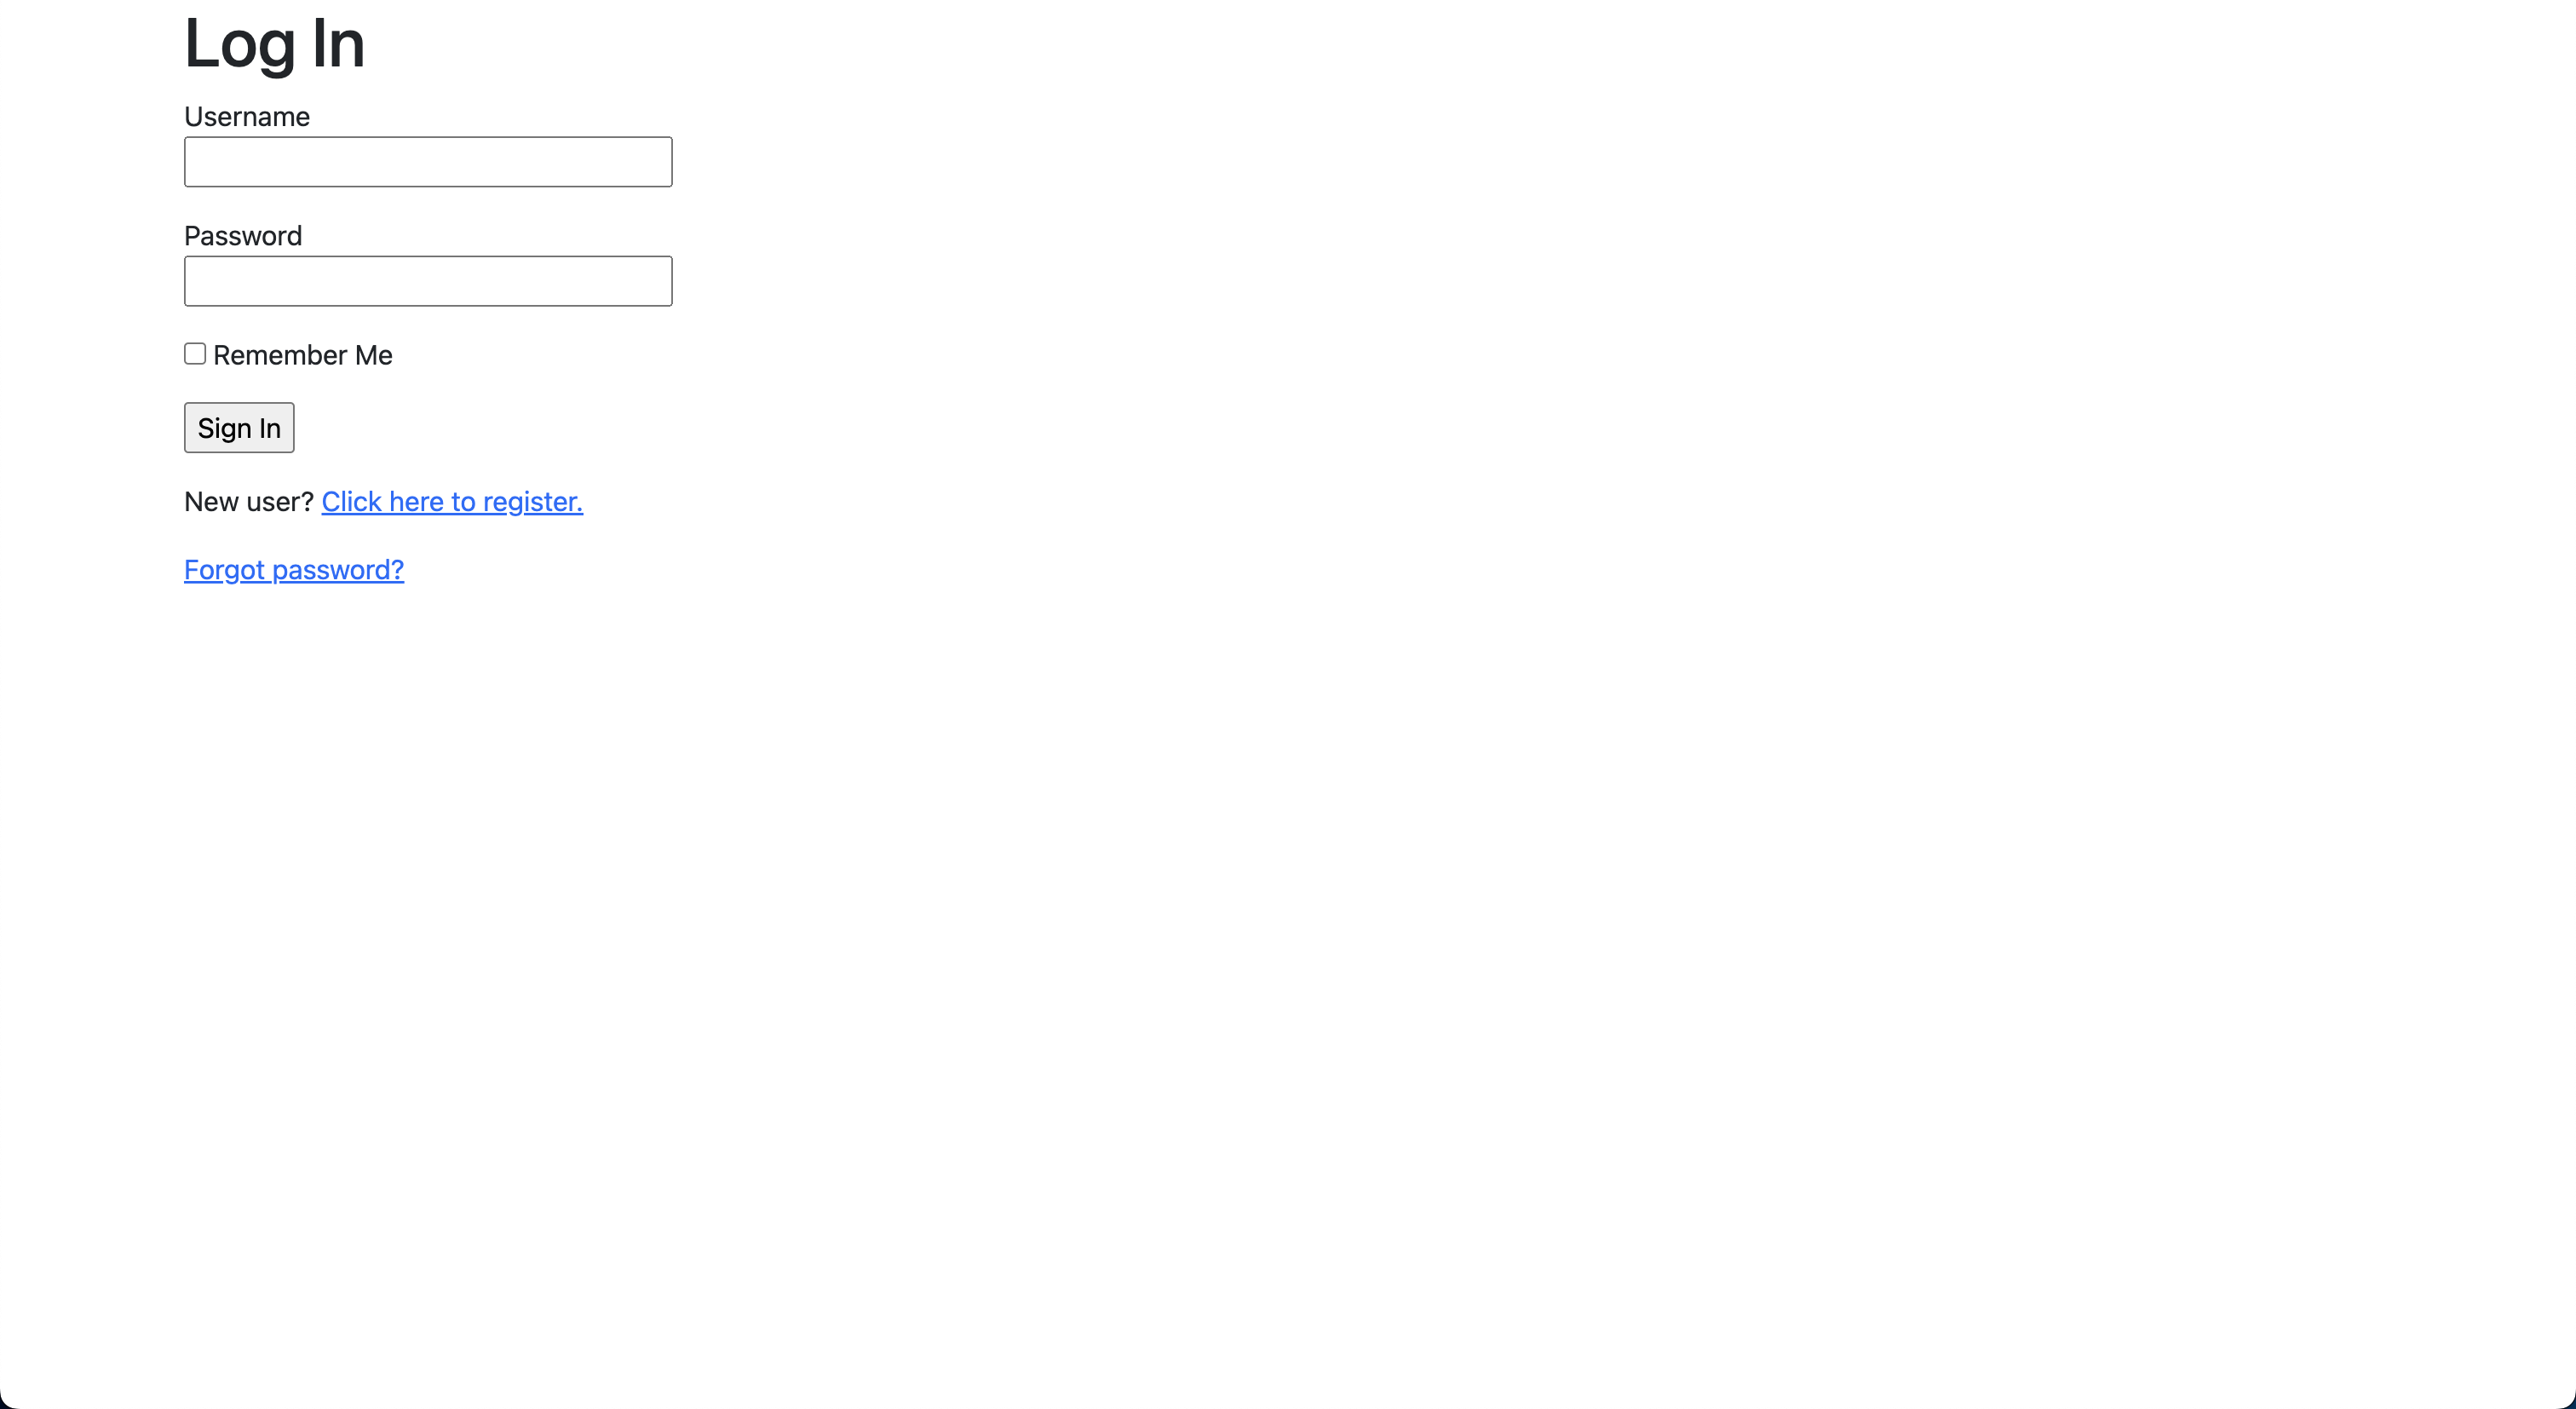 Log In
Username
Password
Remember Me
Sign In
New user? Click here to register.
Forgot password?